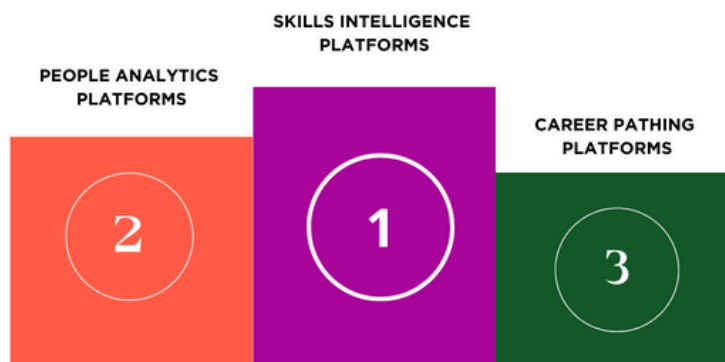 SKILLS INTELLIGENCE
PLATFORMS
PEOPLE ANALYTICS
PLATFORMS
CAREER PATHING
PLATFORMS
2
1
3